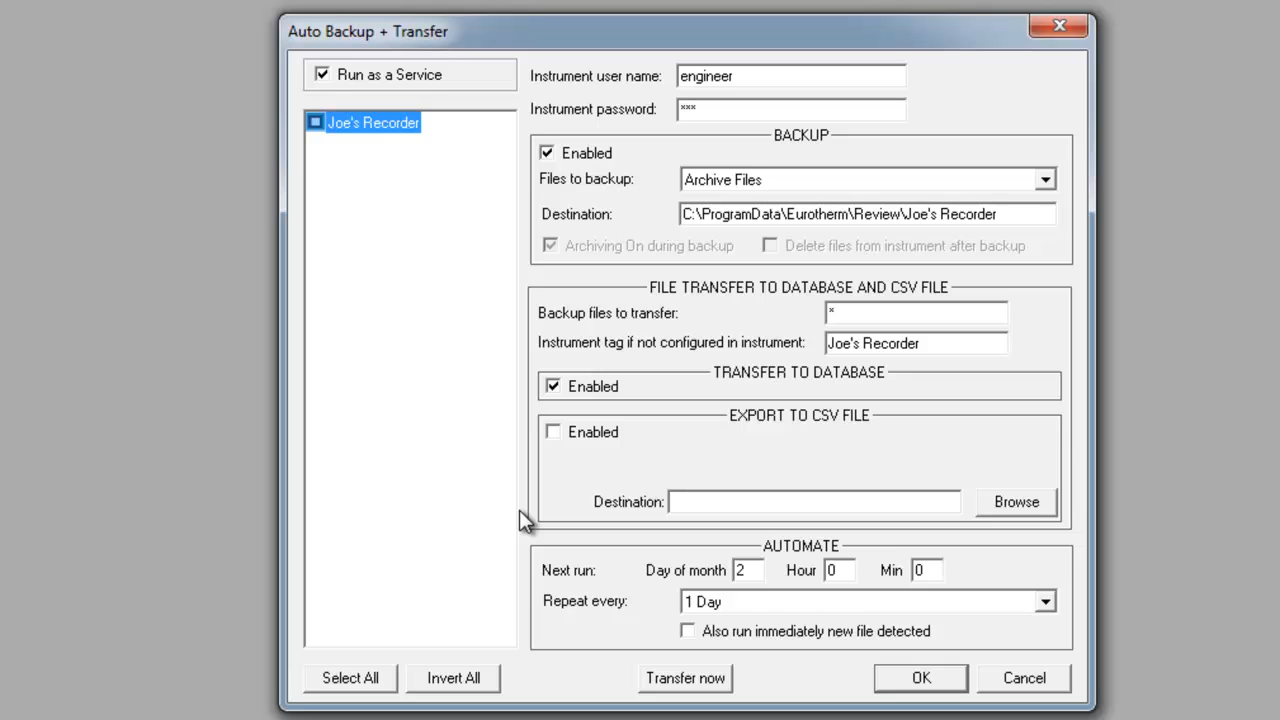 Auto Backup + Transfer
Run as a Service
Joe's Recorder
Instrument user name: engineer
Instrument password: ***
BACKUP
Enabled
Files to backup: Archive Files
Destination: C:\ProgramData\Eurotherm\Review\Joe's Recorder
Archiving On during backup Delete files from instrument after backup
FILE TRANSFER TO DATABASE AND CSV FILE
Backup files to transfer: *
Instrument tag if not configured in instrument: Joe's Recorder
TRANSFER TO DATABASE
Enabled
EXPORT TO CSV FILE
Enabled
Destination: Browse
AUTOMATE
Next run: Day of month 2 Hour 0 Min 0
Repeat every: 1 Day
Also run immediately new file detected
Select All Invert All Transfer now OK Cancel